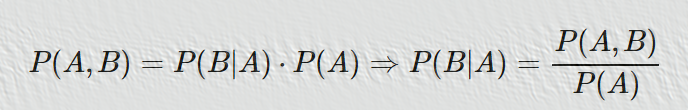 P(A, B) = P(B|A) · P(A) ⇒ P(B|A) = P(A, B) / P(A)